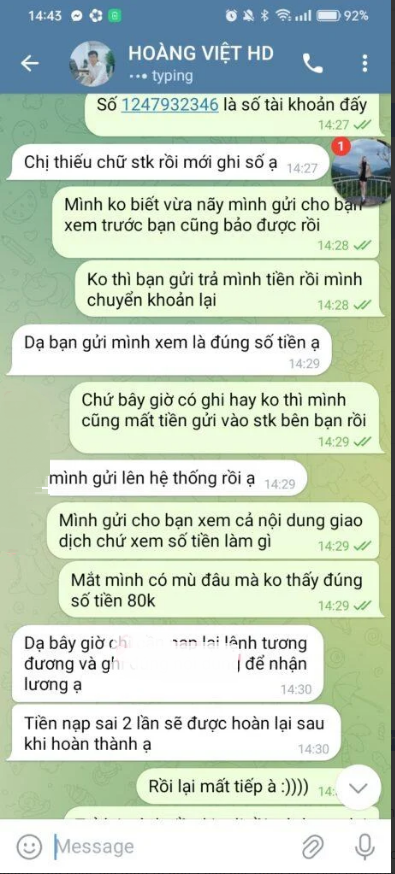 14:43
92%
HOÀNG VIỆT HD
typing
Số 1247932346 là số tài khoản đấy
14:27
Chị thiếu chữ stk rồi mới ghi số ạ 14:27
1
Mình ko biết vừa nãy mình gửi cho bạn
xem trước bạn cũng bảo được rồi
14:28
Ko thì bạn gửi trả mình tiền rồi mình
chuyển khoản lại 14:28
Dạ bạn gửi mình xem là đúng số tiền ạ
14:29
Chứ bây giờ có ghi hay ko thì mình
cũng mất tiền gửi vào stk bên bạn rồi
14:29
mình gửi lên hệ thống rồi ạ 14:29
Mình gửi cho bạn xem cả nội dung giao
dịch chứ xem số tiền làm gì 14:29
Mắt mình có mù đâu mà ko thấy đúng
số tiền 80k 14:29
Dạ bây giờ lại lệnh tương
đương và để nhận
lương ạ 14:30
Tiền nạp sai 2 lần sẽ được hoàn lại sau
khi hoàn thành ạ 14:30
Rồi lại mất tiếp à :)))) 14:
Message